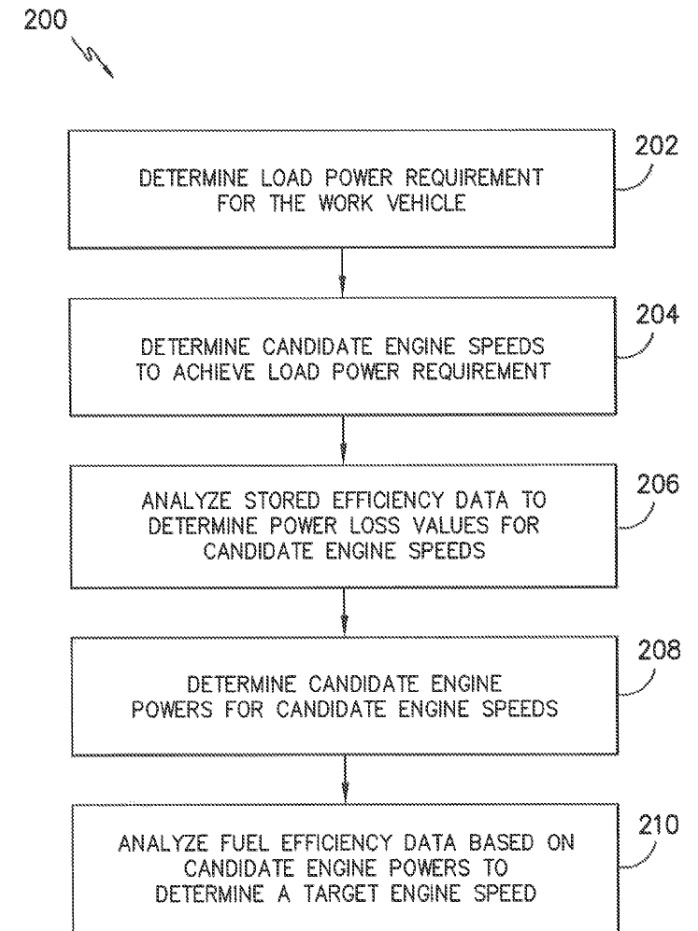 200
202
DETERMINE LOAD POWER REQUIREMENT
FOR THE WORK VEHICLE
204
DETERMINE CANDIDATE ENGINE SPEEDS
TO ACHIEVE LOAD POWER REQUIREMENT
206
ANALYZE STORED EFFICIENCY DATA TO
DETERMINE POWER LOSS VALUES FOR
CANDIDATE ENGINE SPEEDS
208
DETERMINE CANDIDATE ENGINE
POWERS FOR CANDIDATE ENGINE SPEEDS
210
ANALYZE FUEL EFFICIENCY DATA BASED ON
CANDIDATE ENGINE POWERS TO
DETERMINE A TARGET ENGINE SPEED